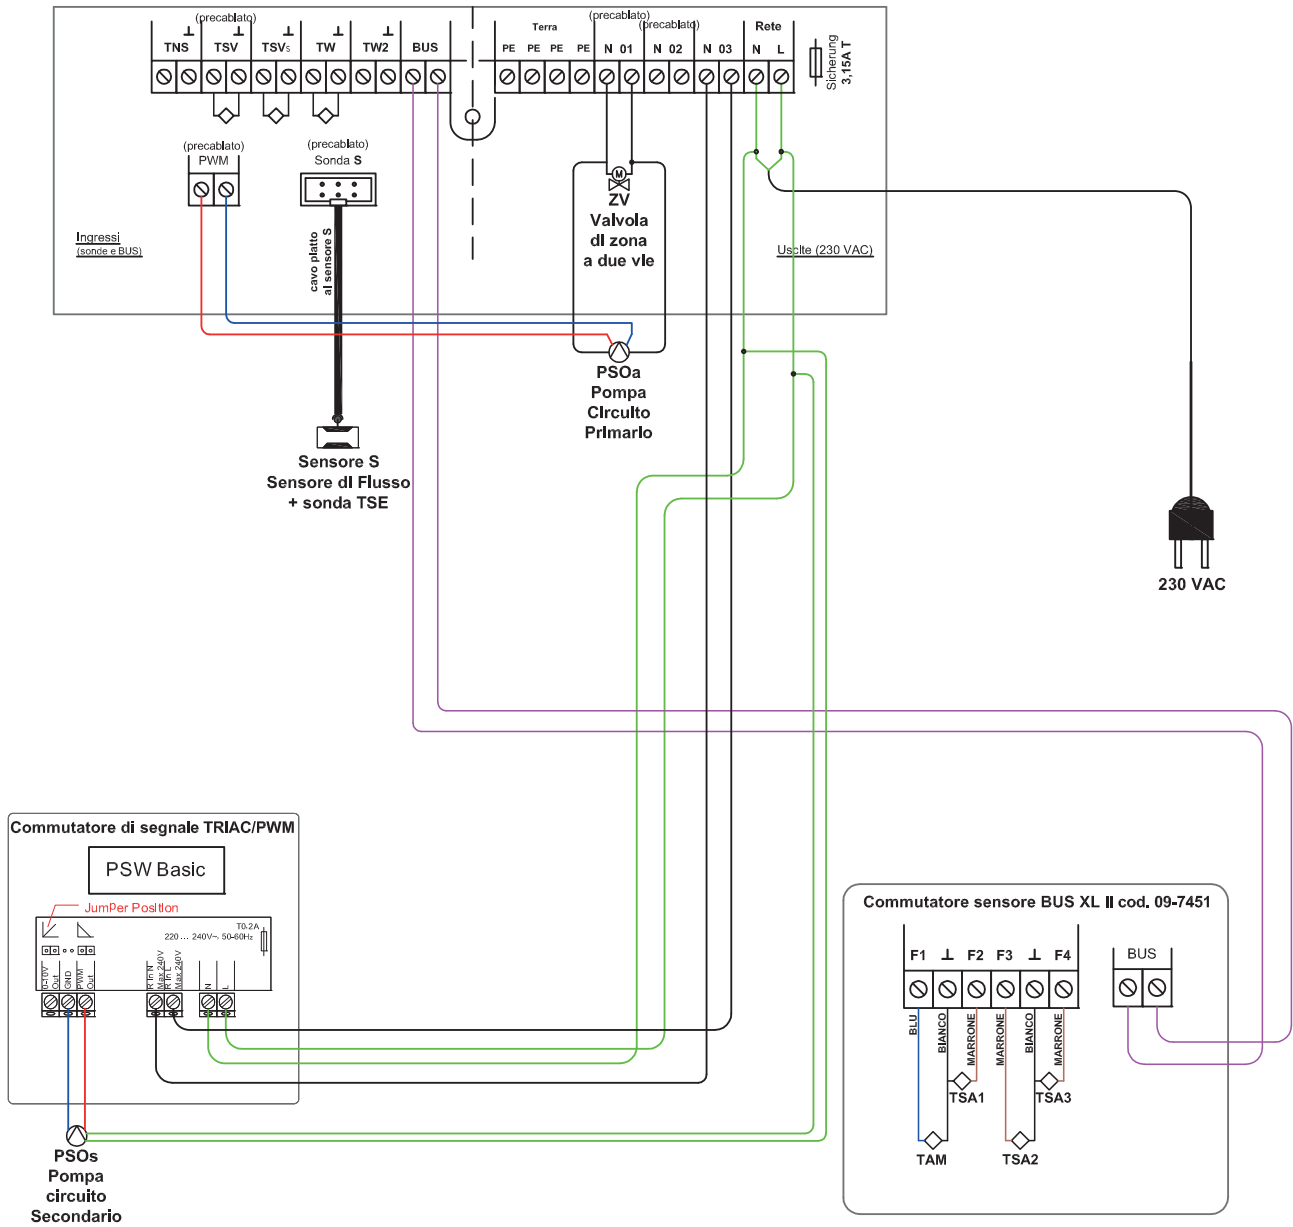 (precablato)
TNS
TSV
TSVs
TW
TW2
BUS
Terra
PE PE PE PE
(precablato)
(precablato)
N 01
N 02
N 03
Rete
N L
Sicherung
3,15A T
(precablato)
PWM
(precablato)
Sonda S
Ingressi
(sonde e BUS)
cavo piatto
al sensore S
ZV
Valvola
di zona
a due vie
Uscite (230 VAC)
PSOa
Pompa
Circuito
Primario
Sensore S
Sensore di Flusso
+ sonda TSE
230 VAC
Commutatore di segnale TRIAC/PWM
PSW Basic
JumPer Position
T0.2A
220 ... 240V~, 50-60Hz
0-10V
Out
GND
PWM
Out
R in N
Max 240V
R in L
Max 240V
N
L
PSOs
Pompa
circuito
Secondario
Commutatore sensore BUS XL II cod. 09-7451
F1 ⊥ F2 F3 ⊥ F4
BUS
BLU
BIANCO
MARRONE
MARRONE
BIANCO
MARRONE
TSA1
TSA3
TAM
TSA2